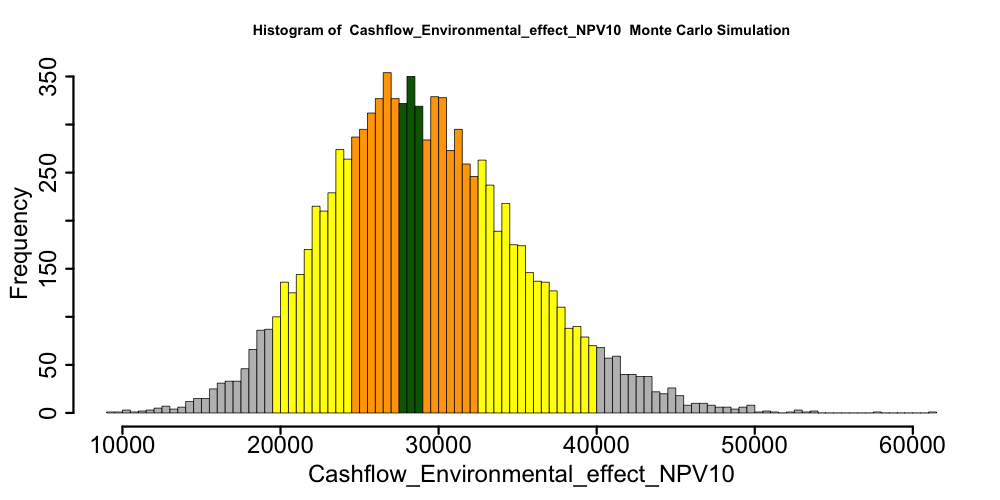 Histogram of Cashflow_Environmental_effect_NPV10 Monte Carlo Simulation
350
250
150
50
0
Frequency
10000 20000 30000 40000 50000 60000
Cashflow_Environmental_effect_NPV10